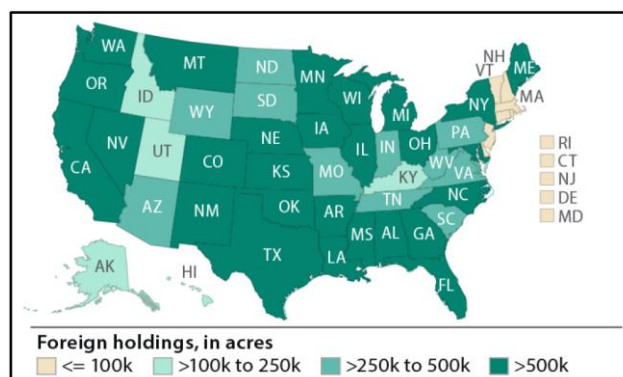 WA
MT
ND
MN
VT
NH
ME
OR
ID
WY
SD
WI
MI
NY
MA
NV
UT
CO
NE
IA
IL
IN
OH
PA
CA
KS
MO
KY
WV
VA
AZ
NM
OK
AR
TN
NC
SC
TX
LA
MS
AL
GA
FL
AK
HI
RI
CT
NJ
DE
MD
Foreign holdings, in acres
<= 100k >100k to 250k >250k to 500k >500k